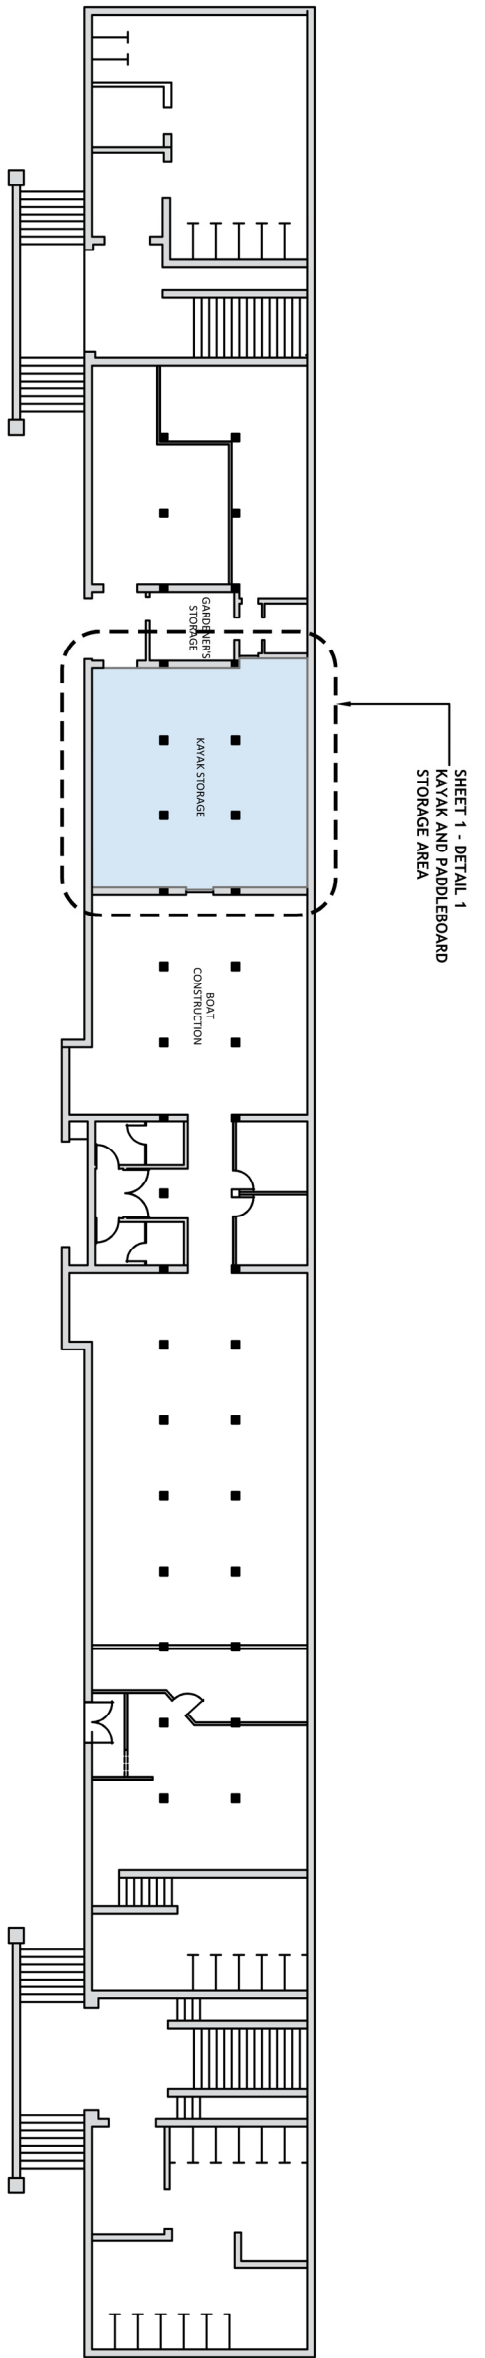 GARDENER'S
STORAGE
KAYAK STORAGE
SHEET 1 - DETAIL 1
KAYAK AND PADDLEBOARD
STORAGE AREA
BOAT
CONSTRUCTION